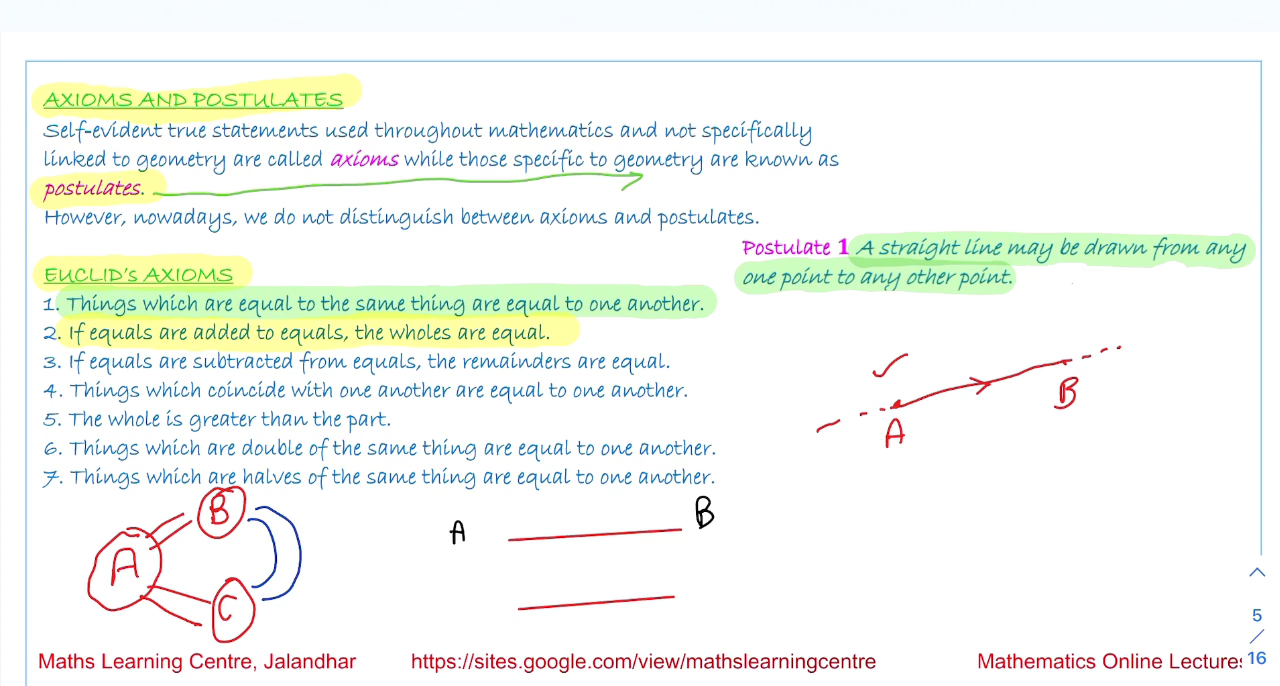 AXIOMS AND POSTULATES
Self-evident true statements used throughout mathematics and not specifically
linked to geometry are called axioms while those specific to geometry are known as
postulates.
However, nowadays, we do not distinguish between axioms and postulates.
Postulate 1 A straight line may be drawn from any
one point to any other point.
EUCLID'S AXIOMS
1. Things which are equal to the same thing are equal to one another.
2. If equals are added to equals, the wholes are equal.
3. If equals are subtracted from equals, the remainders are equal.
4. Things which coincide with one another are equal to one another.
5. The whole is greater than the part.
6. Things which are double of the same thing are equal to one another.
7. Things which are halves of the same thing are equal to one another.
A B
B
A
C
A B
5
/
16
Maths Learning Centre, Jalandhar https://sites.google.com/view/mathslearningcentre Mathematics Online Lectures